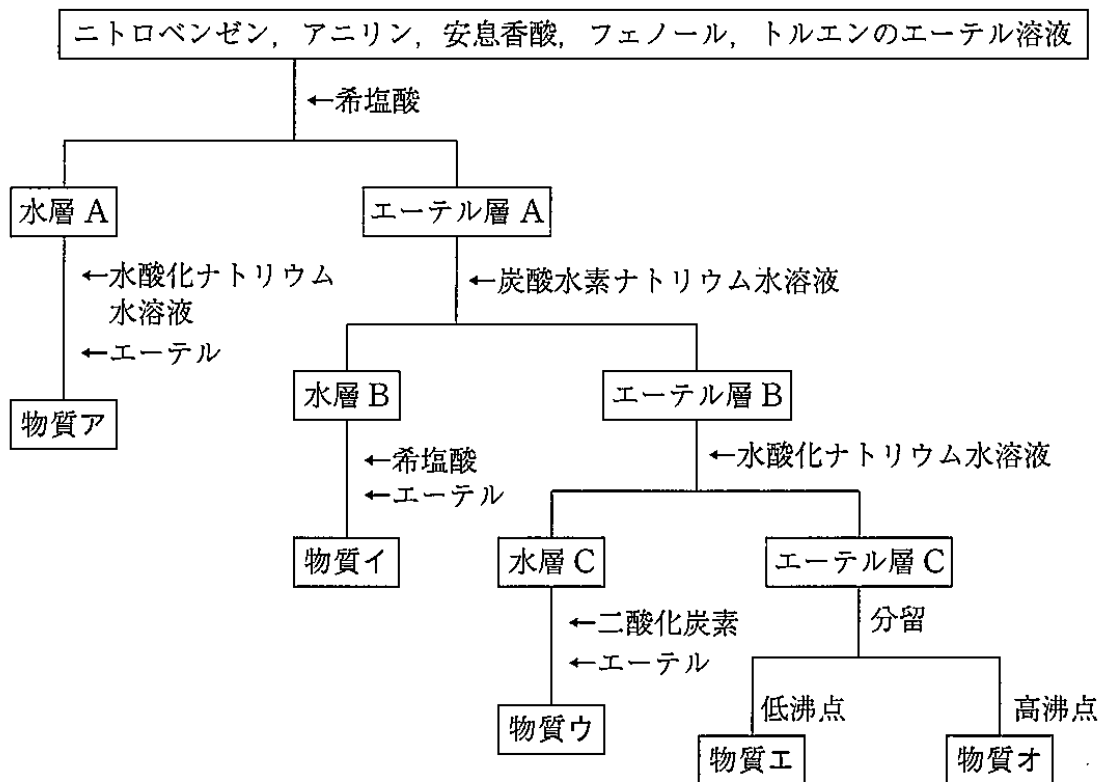 ニトロベンゼン，アニリン，安息香酸，フェノール，トルエンのエーテル溶液
←希塩酸
水層 A
エーテル層 A
←水酸化ナトリウム
水溶液
←エーテル
←炭酸水素ナトリウム水溶液
物質ア
水層 B
エーテル層 B
←希塩酸
←エーテル
←水酸化ナトリウム水溶液
物質イ
水層 C
エーテル層 C
←二酸化炭素
←エーテル
分留
物質ウ
低沸点
高沸点
物質エ
物質オ